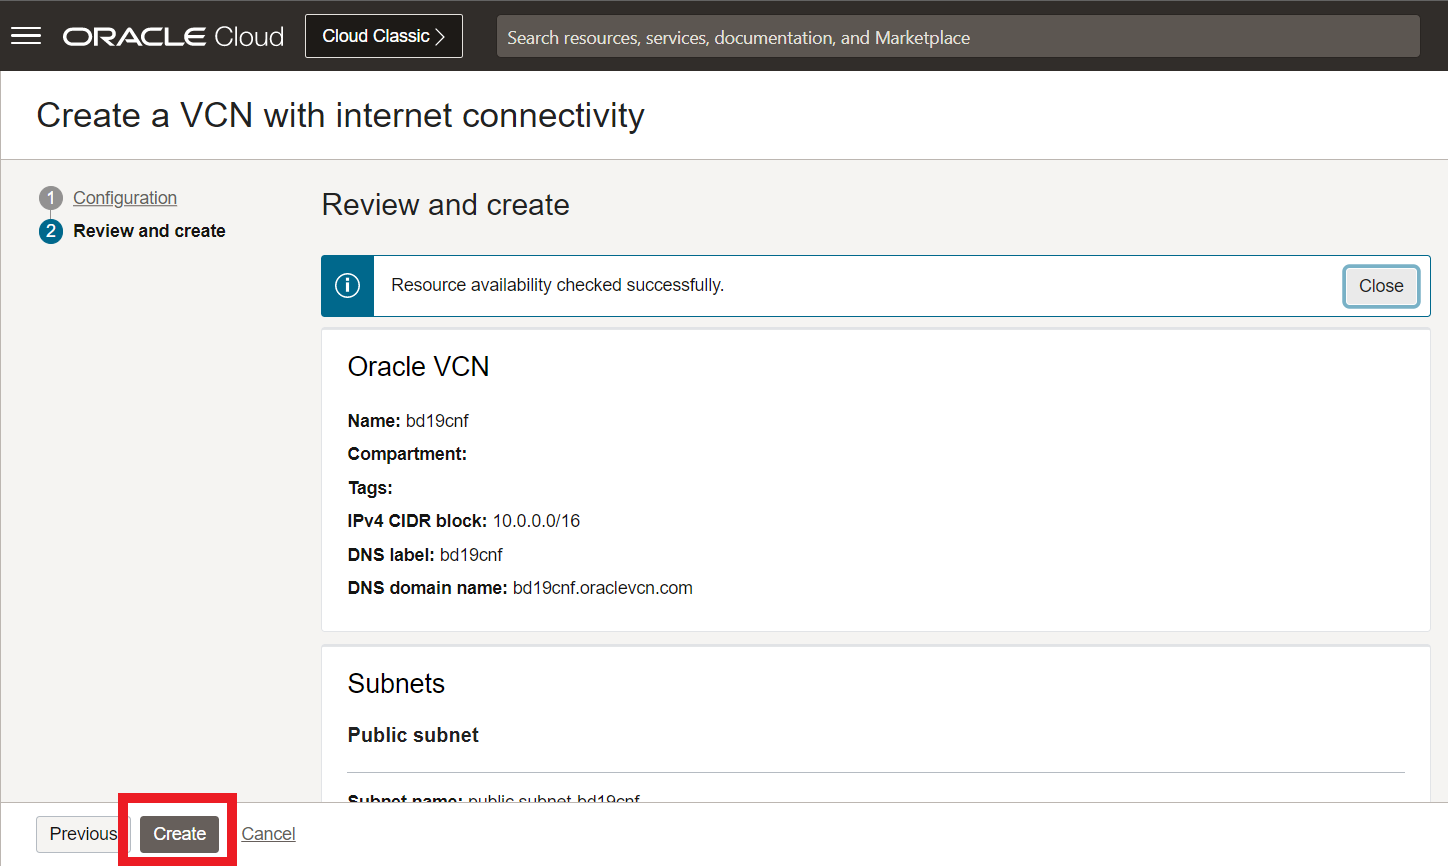 ORACLE Cloud
Cloud Classic
Search resources, services, documentation, and Marketplace
Create a VCN with internet connectivity
1 Configuration
2 Review and create
Review and create
Resource availability checked successfully.
Close
Oracle VCN
Name: bd19cnf
Compartment:
Tags:
IPv4 CIDR block: 10.0.0.0/16
DNS label: bd19cnf
DNS domain name: bd19cnf.oraclevcn.com
Subnets
Public subnet
Subnet name: public subnet-bd19cnf
Previous
Create
Cancel